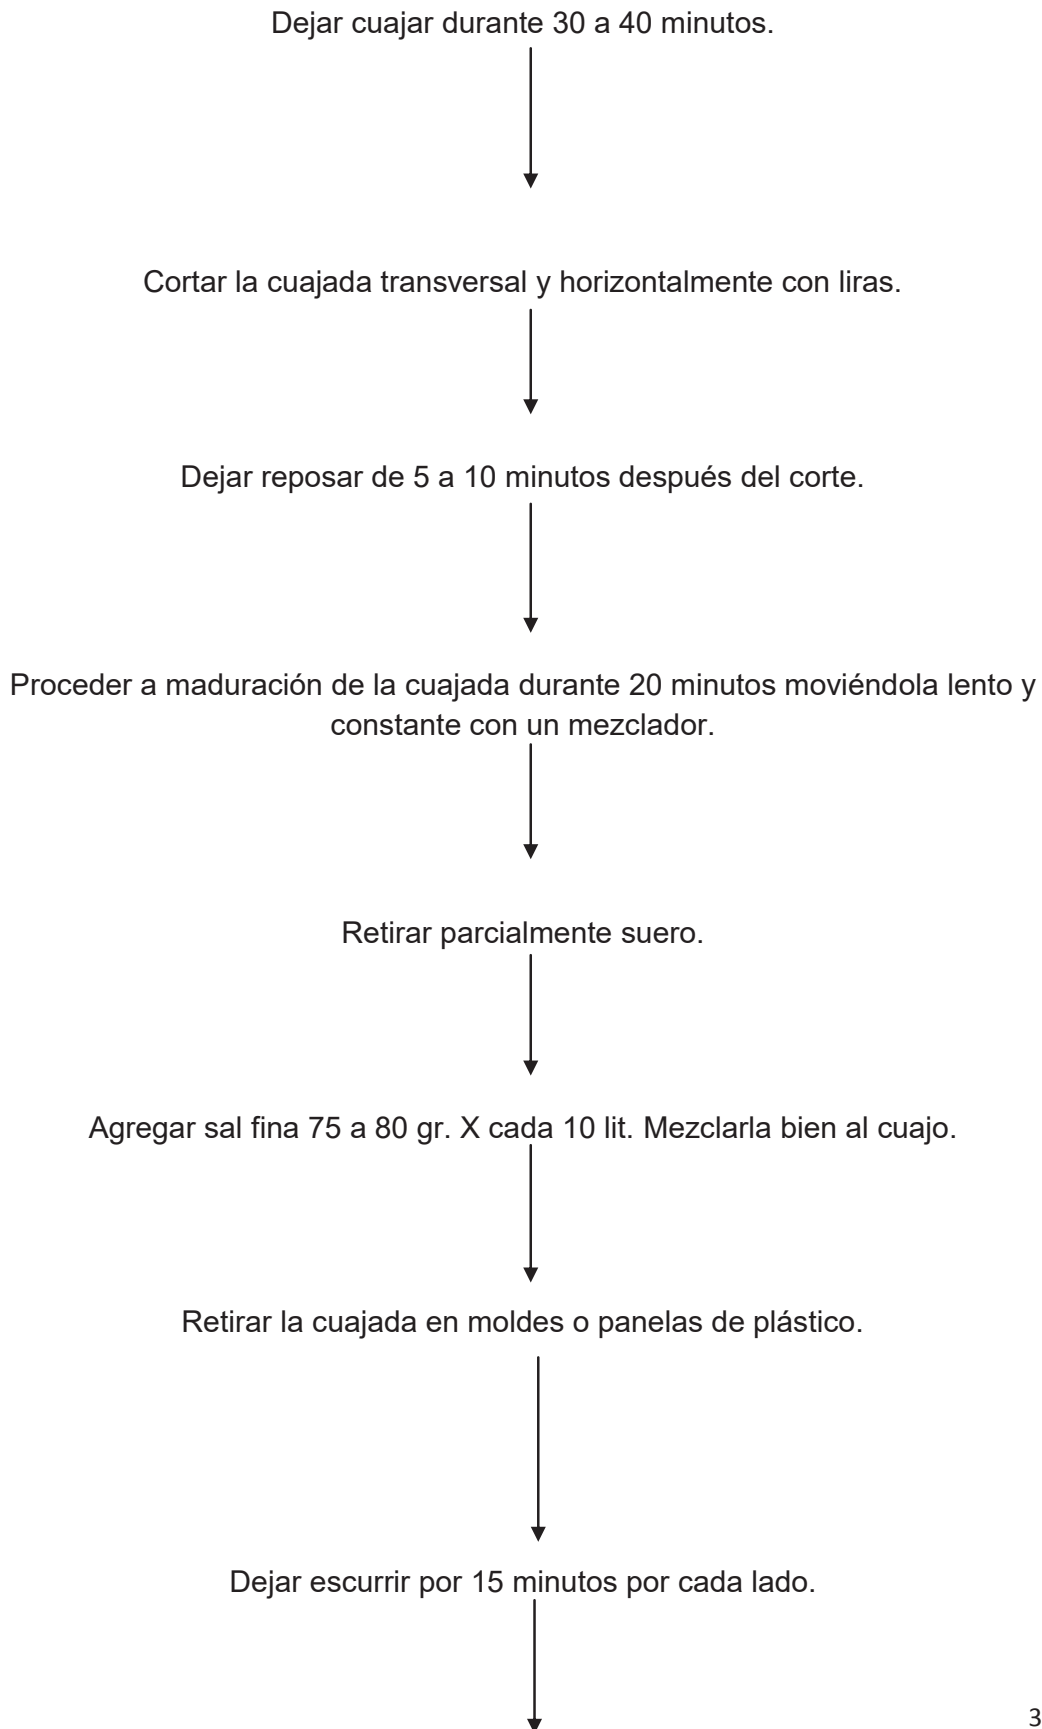 Dejar cuajar durante 30 a 40 minutos.
Cortar la cuajada transversal y horizontalmente con liras.
Dejar reposar de 5 a 10 minutos después del corte.
Proceder a maduración de la cuajada durante 20 minutos moviéndola lento y
constante con un mezclador.
Retirar parcialmente suero.
Agregar sal fina 75 a 80 gr. X cada 10 lit. Mezclarla bien al cuajo.
Retirar la cuajada en moldes o panelas de plástico.
Dejar escurrir por 15 minutos por cada lado.
3